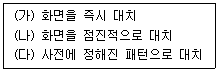 (가) 화면을 즉시 대치
(나) 화면을 점진적으로 대치
(다) 사전에 정해진 패턴으로 대치